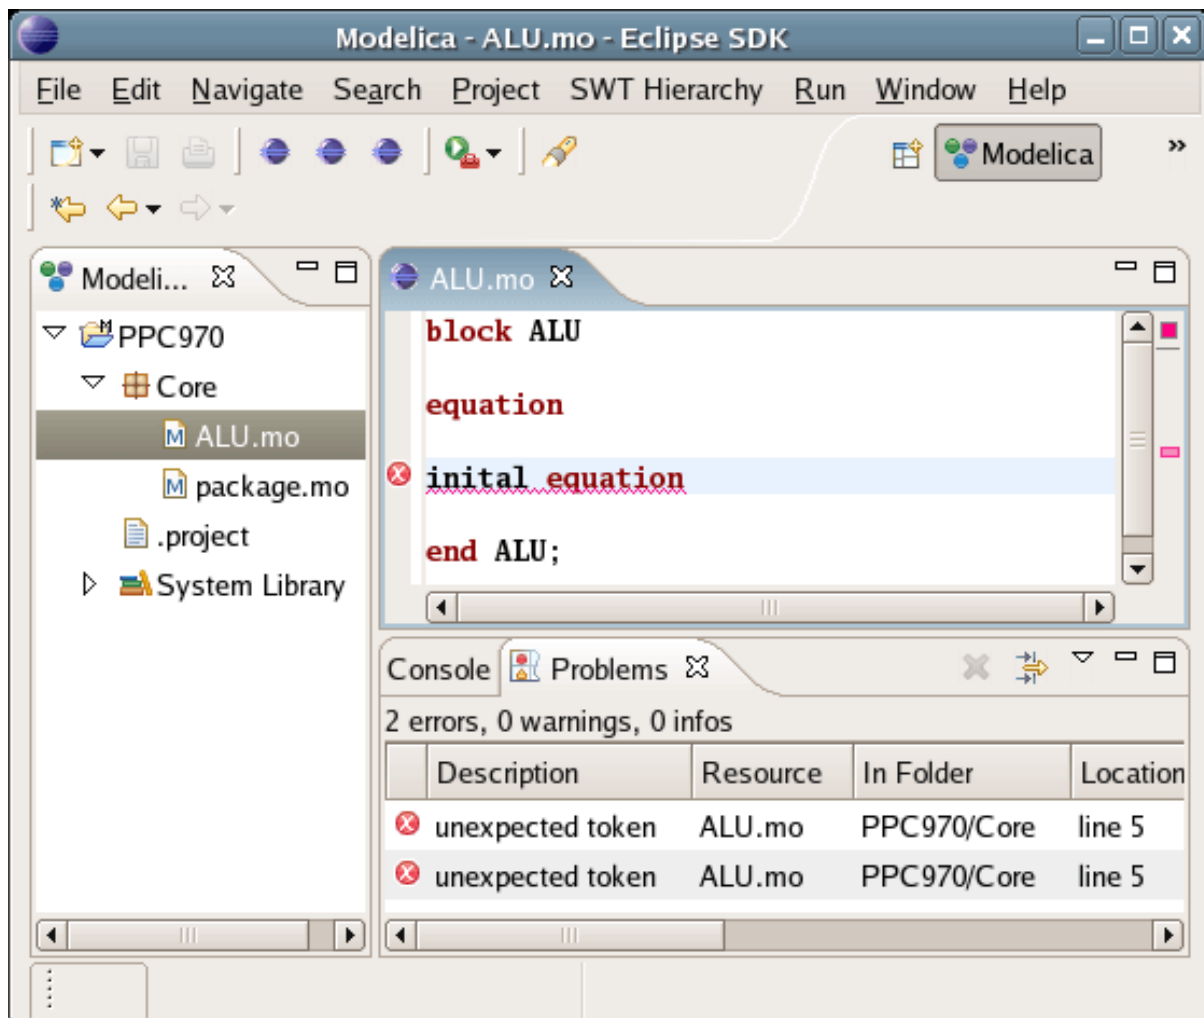 Modelica - ALU.mo - Eclipse SDK
File Edit Navigate Search Project SWT Hierarchy Run Window Help
Modelica
Modeli...
PPC970
Core
ALU.mo
package.mo
.project
System Library
ALU.mo
block ALU
equation
inital equation
end ALU;
Console Problems
2 errors, 0 warnings, 0 infos
Description Resource In Folder Location
unexpected token ALU.mo PPC970/Core line 5
unexpected token ALU.mo PPC970/Core line 5